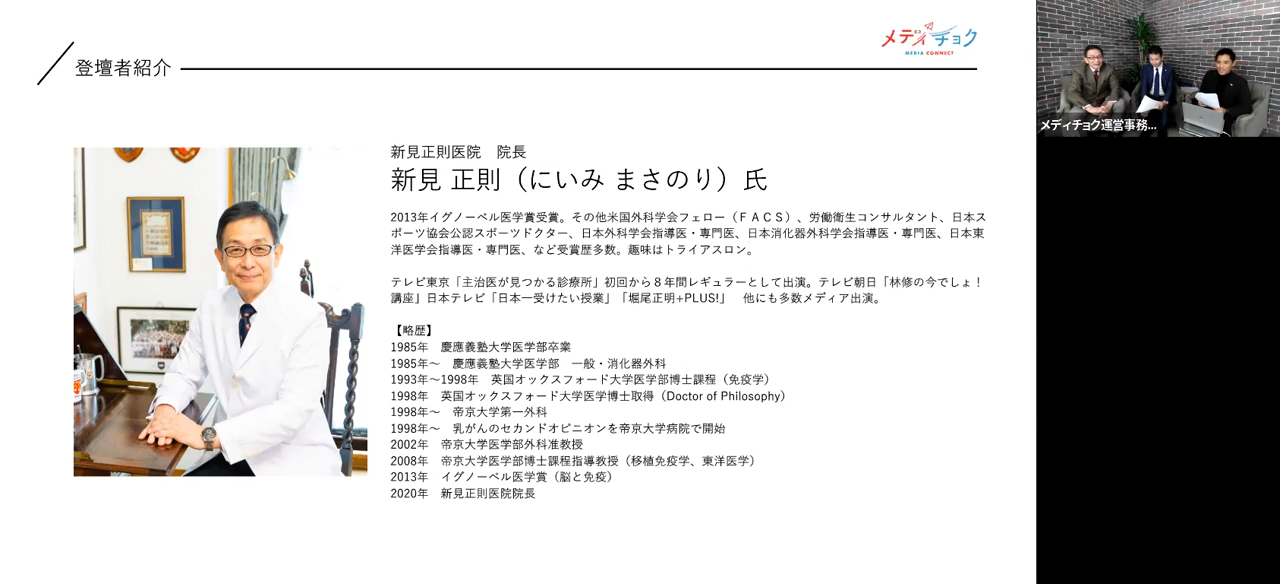 メディチョク
MEDIA CONNECT
登壇者紹介
メディチョク運営事務...
新見正則医院　院長
新見 正則（にいみ まさのり）氏
2013年イグノーベル医学賞受賞。その他米国外科学会フェロー（ＦＡＣＳ）、労働衛生コンサルタント、日本ス
ポーツ協会公認スポーツドクター、日本外科学会指導医・専門医、日本消化器外科学会指導医・専門医、日本東
洋医学会指導医・専門医、など受賞歴多数。趣味はトライアスロン。
テレビ東京「主治医が見つかる診療所」初回から８年間レギュラーとして出演。テレビ朝日「林修の今でしょ！
講座」日本テレビ「日本一受けたい授業」「堀尾正明+PLUS!」　他にも多数メディア出演。
【略歴】
1985年　慶應義塾大学医学部卒業
1985年～　慶應義塾大学医学部　一般・消化器外科
1993年～1998年　英国オックスフォード大学医学部博士課程（免疫学）
1998年　英国オックスフォード大学医学博士取得（Doctor of Philosophy）
1998年～　帝京大学第一外科
1998年～　乳がんのセカンドオピニオンを帝京大学病院で開始
2002年　帝京大学医学部外科准教授
2008年　帝京大学医学部博士課程指導教授（移植免疫学、東洋医学）
2013年　イグノーベル医学賞（脳と免疫）
2020年　新見正則医院院長